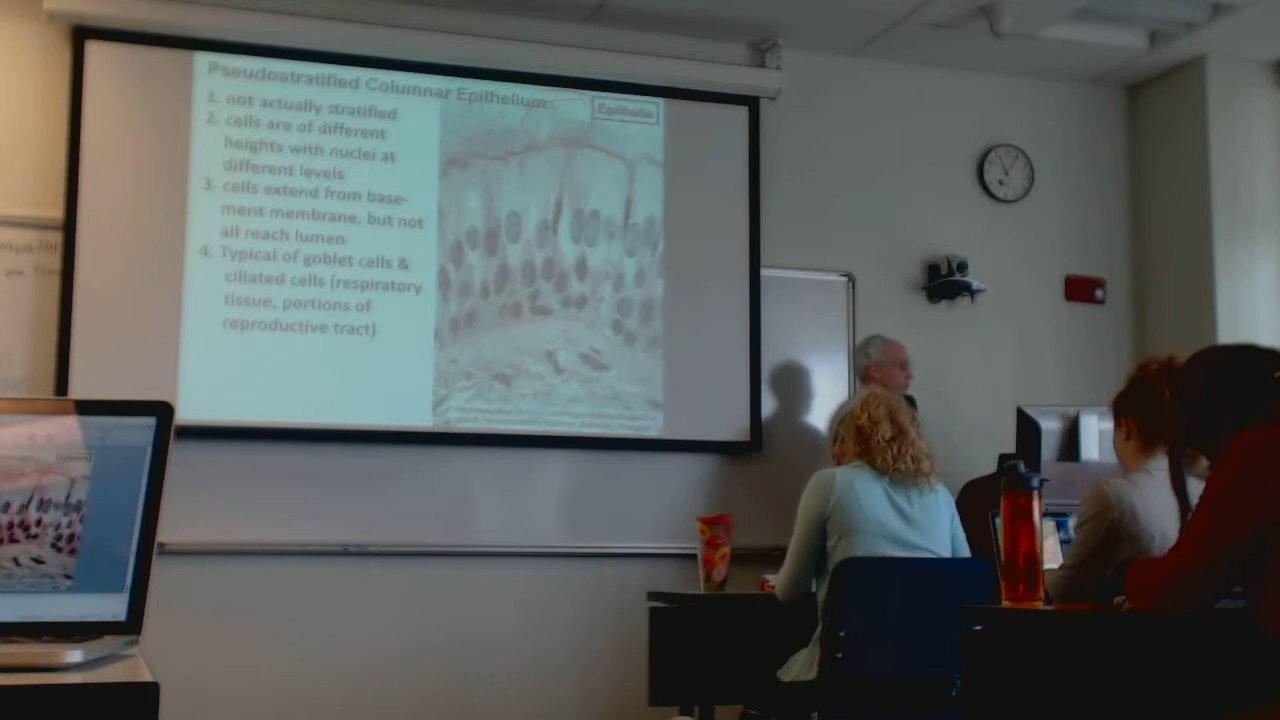 Pseudostratified Columnar Epithelium
Epithelia
1. not actually stratified
2. cells are of different
heights with nuclei at
different levels
3. cells extend from base-
ment membrane, but not
all reach lumen
4. Typical of goblet cells &
ciliated cells (respiratory
tissue, portions of
reproductive tract)